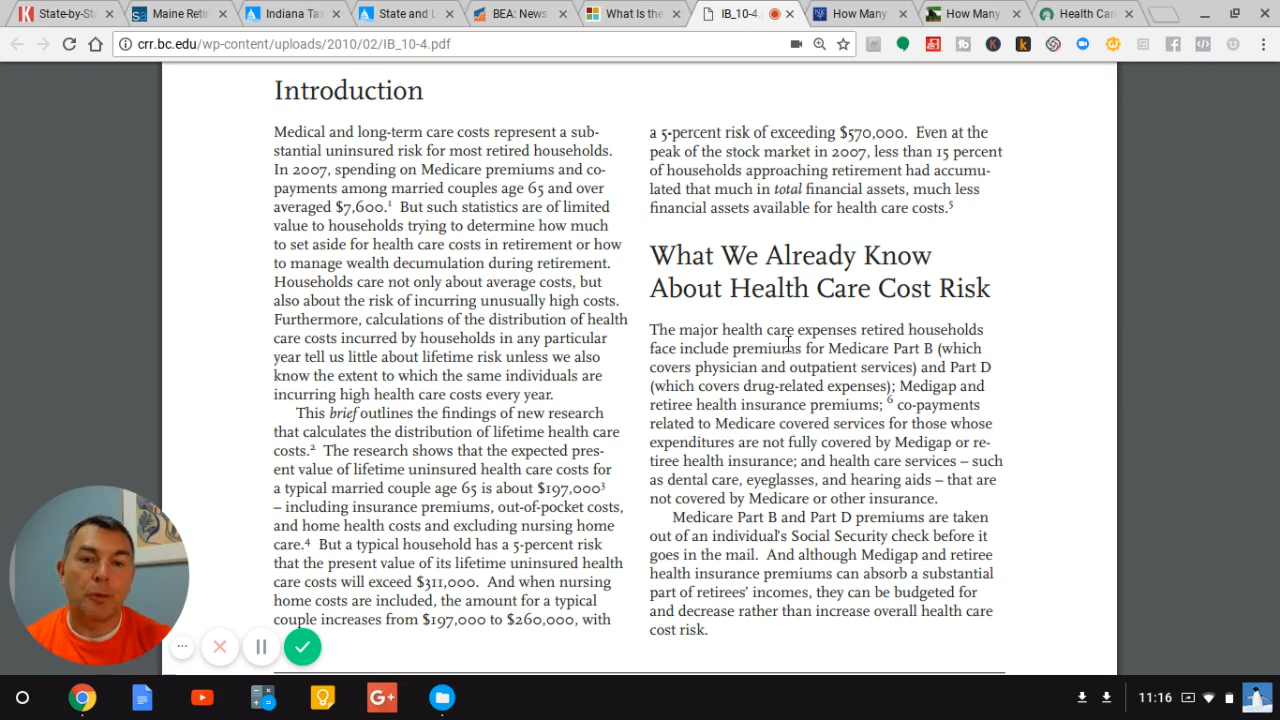 State-by-St
Maine Reti
Indiana Tax
State and L
BEA: News
What Is the
IB_10-4.
How Many
How Many
Health Car
crr.bc.edu/wp-content/uploads/2010/02/IB_10-4.pdf
Introduction
Medical and long-term care costs represent a sub-
stantial uninsured risk for most retired households.
In 2007, spending on Medicare premiums and co-
payments among married couples age 65 and over
averaged $7,600.1 But such statistics are of limited
value to households trying to determine how much
to set aside for health care costs in retirement or how
to manage wealth decumulation during retirement.
Households care not only about average costs, but
also about the risk of incurring unusually high costs.
Furthermore, calculations of the distribution of health
care costs incurred by households in any particular
year tell us little about lifetime risk unless we also
know the extent to which the same individuals are
incurring high health care costs every year.
This brief outlines the findings of new research
that calculates the distribution of lifetime health care
costs.2 The research shows that the expected pres-
ent value of lifetime uninsured health care costs for
a typical married couple age 65 is about $197,0003
– including insurance premiums, out-of-pocket costs,
and home health costs and excluding nursing home
care.4 But a typical household has a 5-percent risk
that the present value of its lifetime uninsured health
care costs will exceed $311,000. And when nursing
home costs are included, the amount for a typical
couple increases from $197,000 to $260,000, with
a 5-percent risk of exceeding $570,000. Even at the
peak of the stock market in 2007, less than 15 percent
of households approaching retirement had accumu-
lated that much in total financial assets, much less
financial assets available for health care costs.5
What We Already Know
About Health Care Cost Risk
The major health care expenses retired households
face include premiums for Medicare Part B (which
covers physician and outpatient services) and Part D
(which covers drug-related expenses); Medigap and
retiree health insurance premiums; 6 co-payments
related to Medicare covered services for those whose
expenditures are not fully covered by Medigap or re-
tiree health insurance; and health care services – such
as dental care, eyeglasses, and hearing aids – that are
not covered by Medicare or other insurance.
Medicare Part B and Part D premiums are taken
out of an individual's Social Security check before it
goes in the mail. And although Medigap and retiree
health insurance premiums can absorb a substantial
part of retirees' incomes, they can be budgeted for
and decrease rather than increase overall health care
cost risk.
11:16